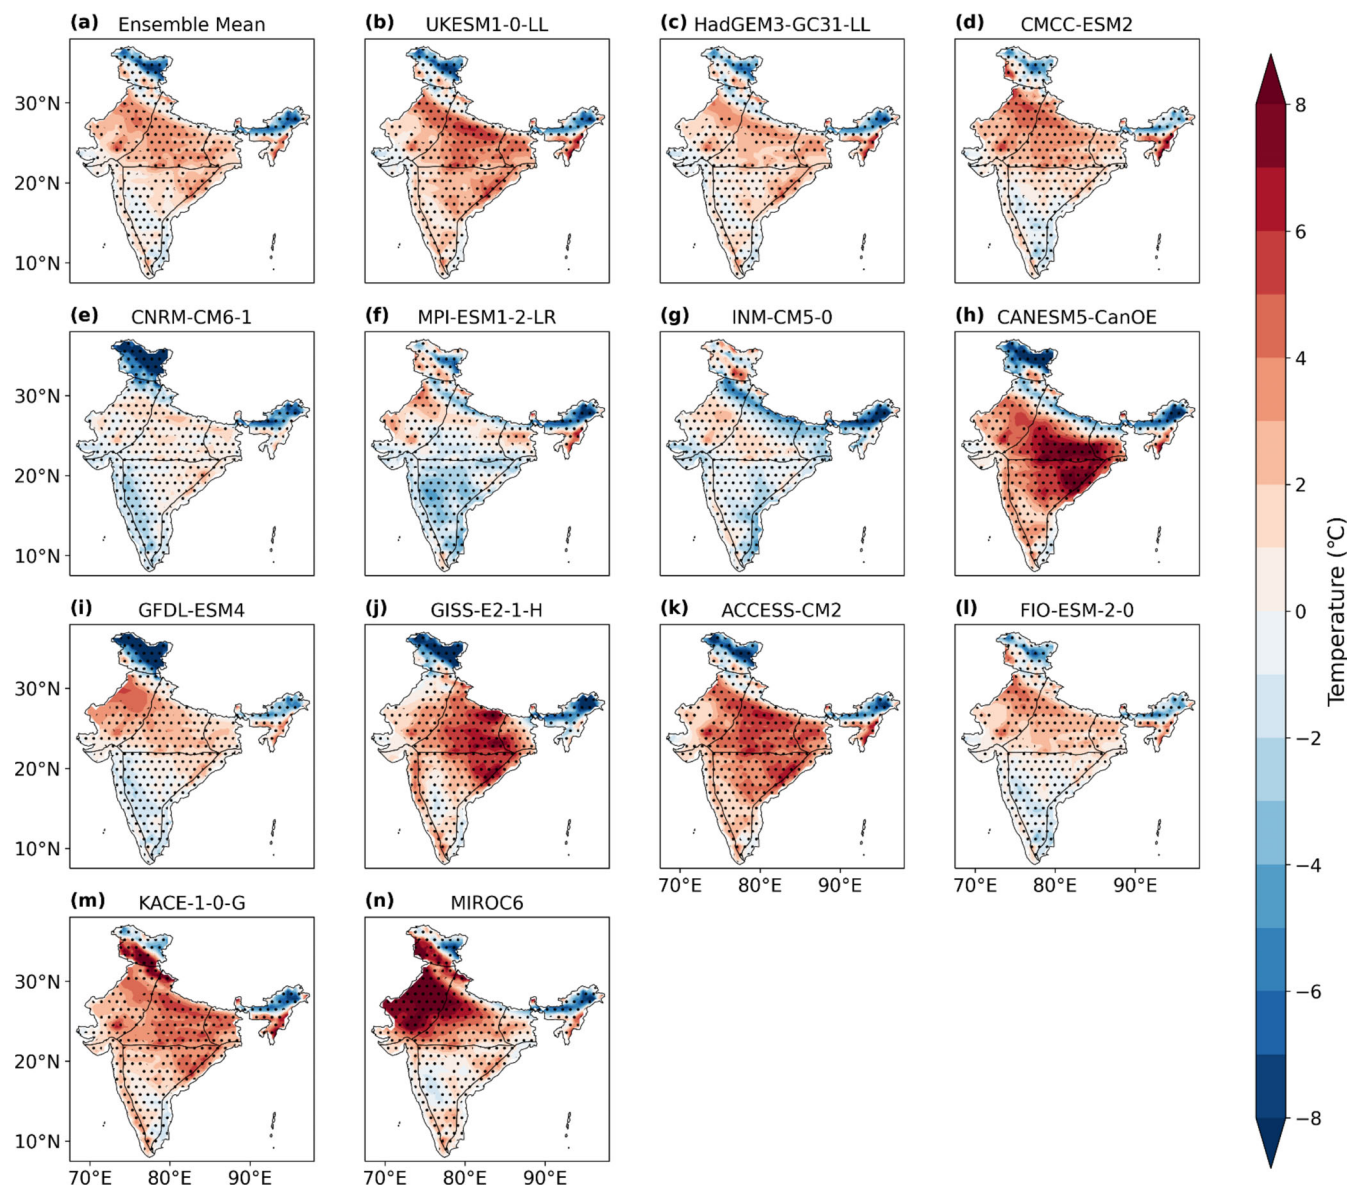 (a) Ensemble Mean
(b) UKESM1-0-LL
(c) HadGEM3-GC31-LL
(d) CMCC-ESM2
30°N
20°N
10°N
(e) CNRM-CM6-1
(f) MPI-ESM1-2-LR
(g) INM-CM5-0
(h) CANESM5-CanOE
30°N
20°N
10°N
(i) GFDL-ESM4
(j) GISS-E2-1-H
(k) ACCESS-CM2
(l) FIO-ESM-2-0
30°N
20°N
10°N
70°E 80°E 90°E
70°E 80°E 90°E
(m) KACE-1-0-G
(n) MIROC6
30°N
20°N
10°N
70°E 80°E 90°E
70°E 80°E 90°E
8
6
4
2
0
−2
−4
−6
−8
Temperature (°C)